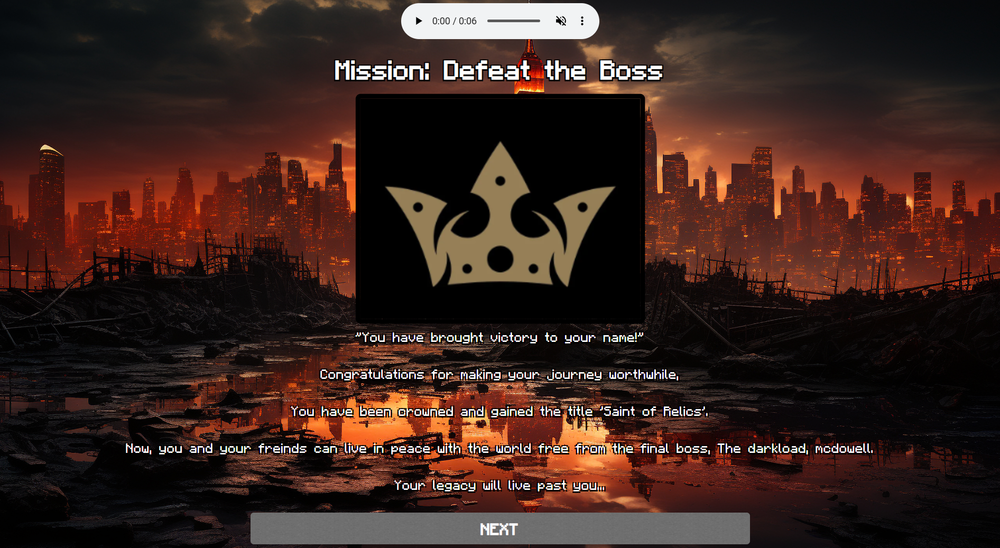 0:00 / 0:06
Mission: Defeat the Boss
"You have brought victory to your name!"
Congratulations for making your journey worthwhile,
You have been crowned and gained the title 'Saint of Relics'.
Now, you and your freinds can live in peace with the world free from the final boss, The darkload, mcdowell.
Your legacy will live past you...
NEXT